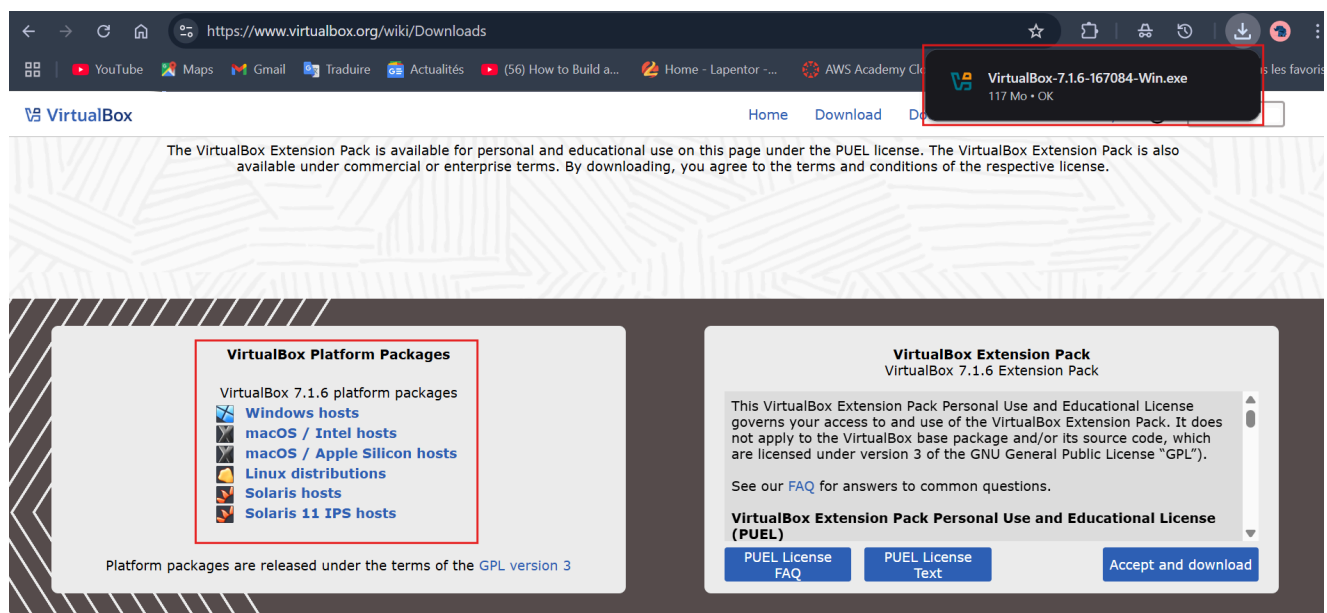 https://www.virtualbox.org/wiki/Downloads
YouTube Maps Gmail Traduire Actualités (56) How to Build a... Home - Lapentor -... AWS Academy Clo les favoris
VirtualBox-7.1.6-167084-Win.exe
117 Mo • OK
VirtualBox
Home Download Do
The VirtualBox Extension Pack is available for personal and educational use on this page under the PUEL license. The VirtualBox Extension Pack is also
available under commercial or enterprise terms. By downloading, you agree to the terms and conditions of the respective license.
VirtualBox Platform Packages
VirtualBox 7.1.6 platform packages
Windows hosts
macOS / Intel hosts
macOS / Apple Silicon hosts
Linux distributions
Solaris hosts
Solaris 11 IPS hosts
Platform packages are released under the terms of the GPL version 3
VirtualBox Extension Pack
VirtualBox 7.1.6 Extension Pack
This VirtualBox Extension Pack Personal Use and Educational License
governs your access to and use of the VirtualBox Extension Pack. It does
not apply to the VirtualBox base package and/or its source code, which
are licensed under version 3 of the GNU General Public License “GPL”).
See our FAQ for answers to common questions.
VirtualBox Extension Pack Personal Use and Educational License
(PUEL)
PUEL License
FAQ
PUEL License
Text
Accept and download